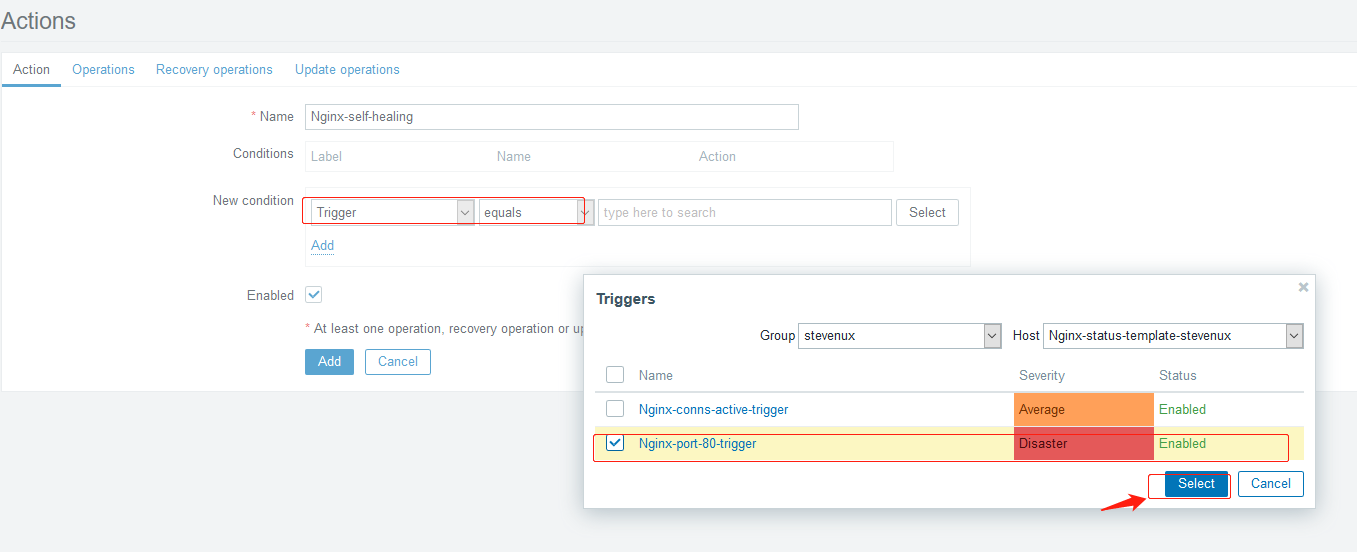 Actions
Action Operations Recovery operations Update operations
* Name Nginx-self-healing
Conditions Label Name Action
New condition Trigger equals type here to search Select
Add
Enabled
* At least one operation, recovery operation or up
Add Cancel
Triggers
Group stevenux Host Nginx-status-template-stevenux
Name Severity Status
Nginx-conns-active-trigger Average Enabled
Nginx-port-80-trigger Disaster Enabled
Select Cancel